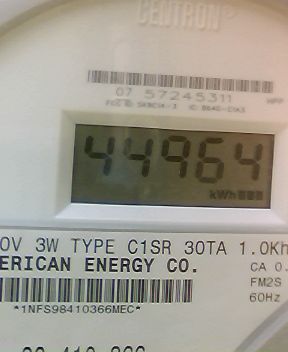 CENTRON®
07 57245311
44964
kWh
0V 3W TYPE C1SR 30TA 1.0Kh
ERICAN ENERGY CO. CA 0.
FM2S
*1NFS98410366MEC* 60Hz